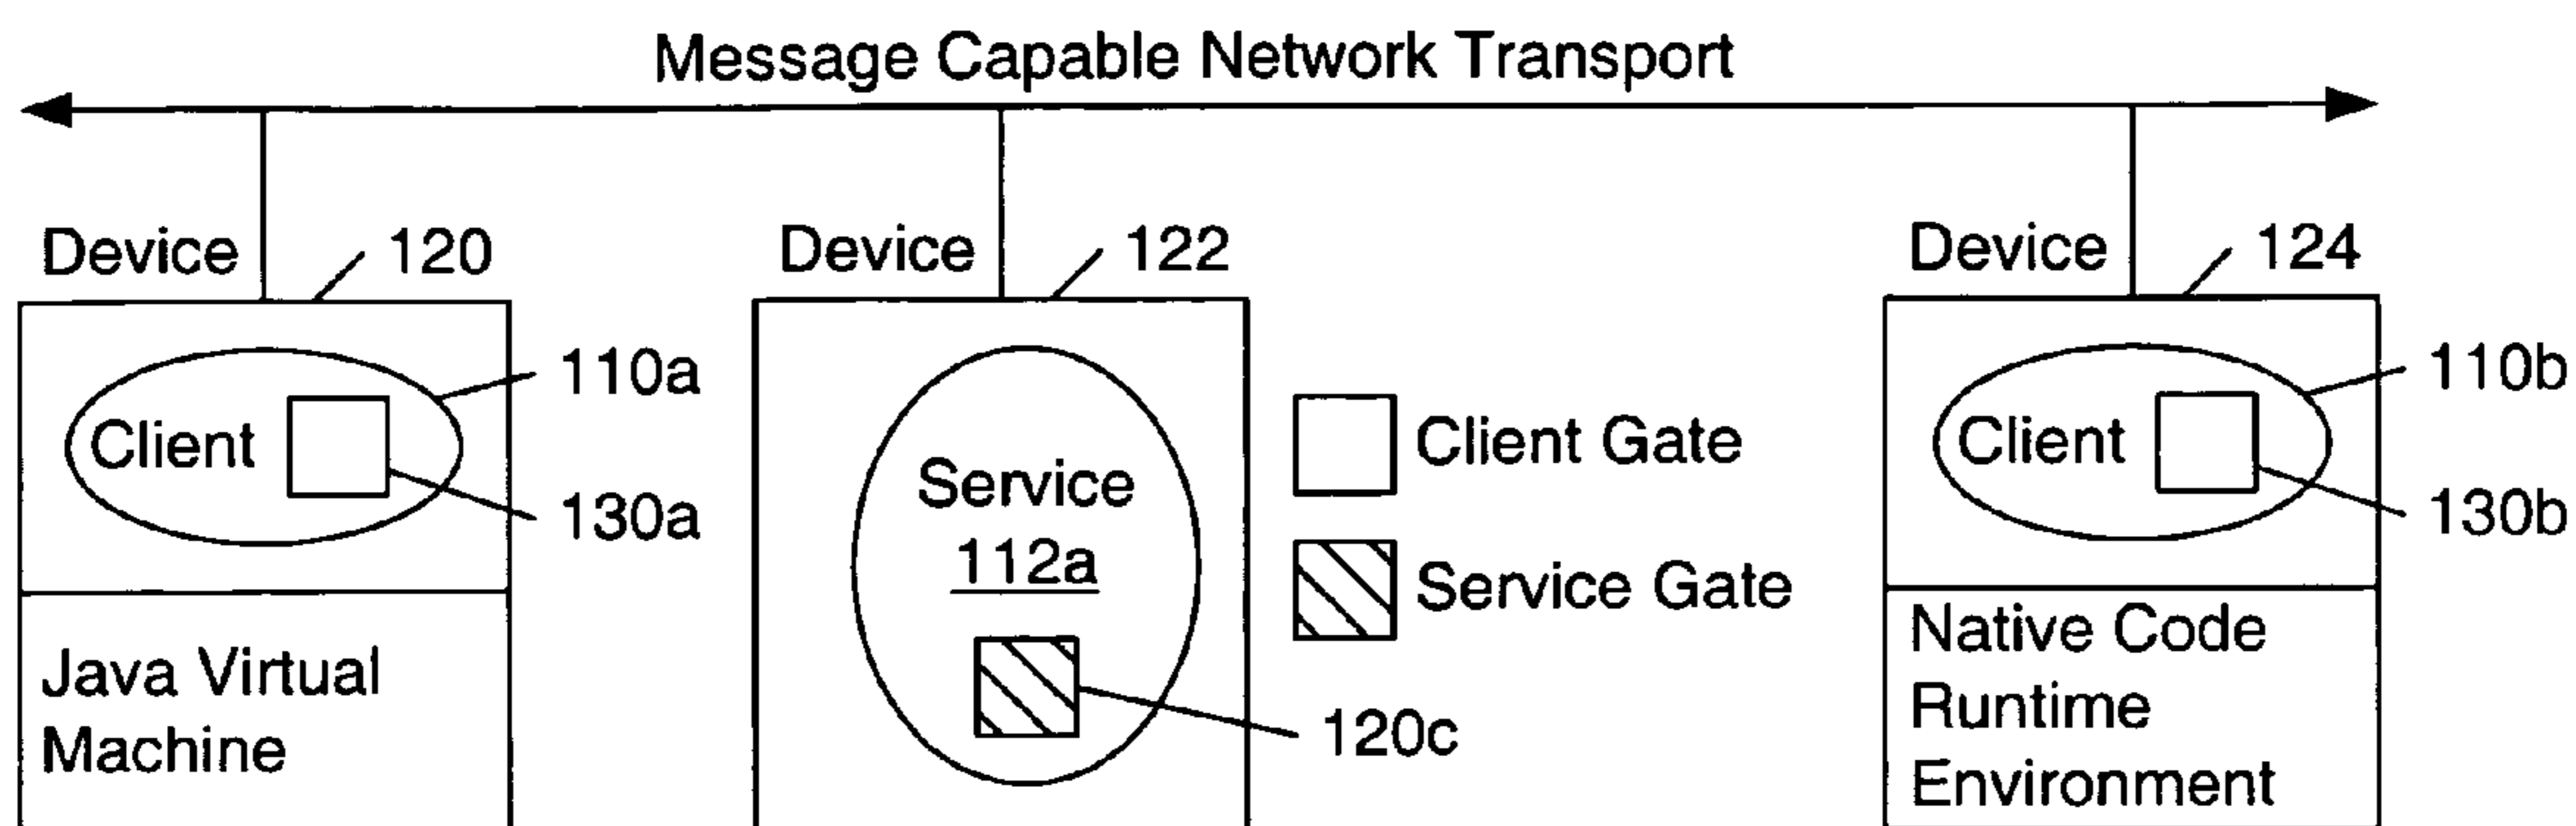 Message Capable Network Transport
Device
120
Device
122
Device
124
110a
Client
130a
Java Virtual
Machine
Service
112a
120c
Client Gate
Service Gate
110b
Client
130b
Native Code
Runtime
Environment